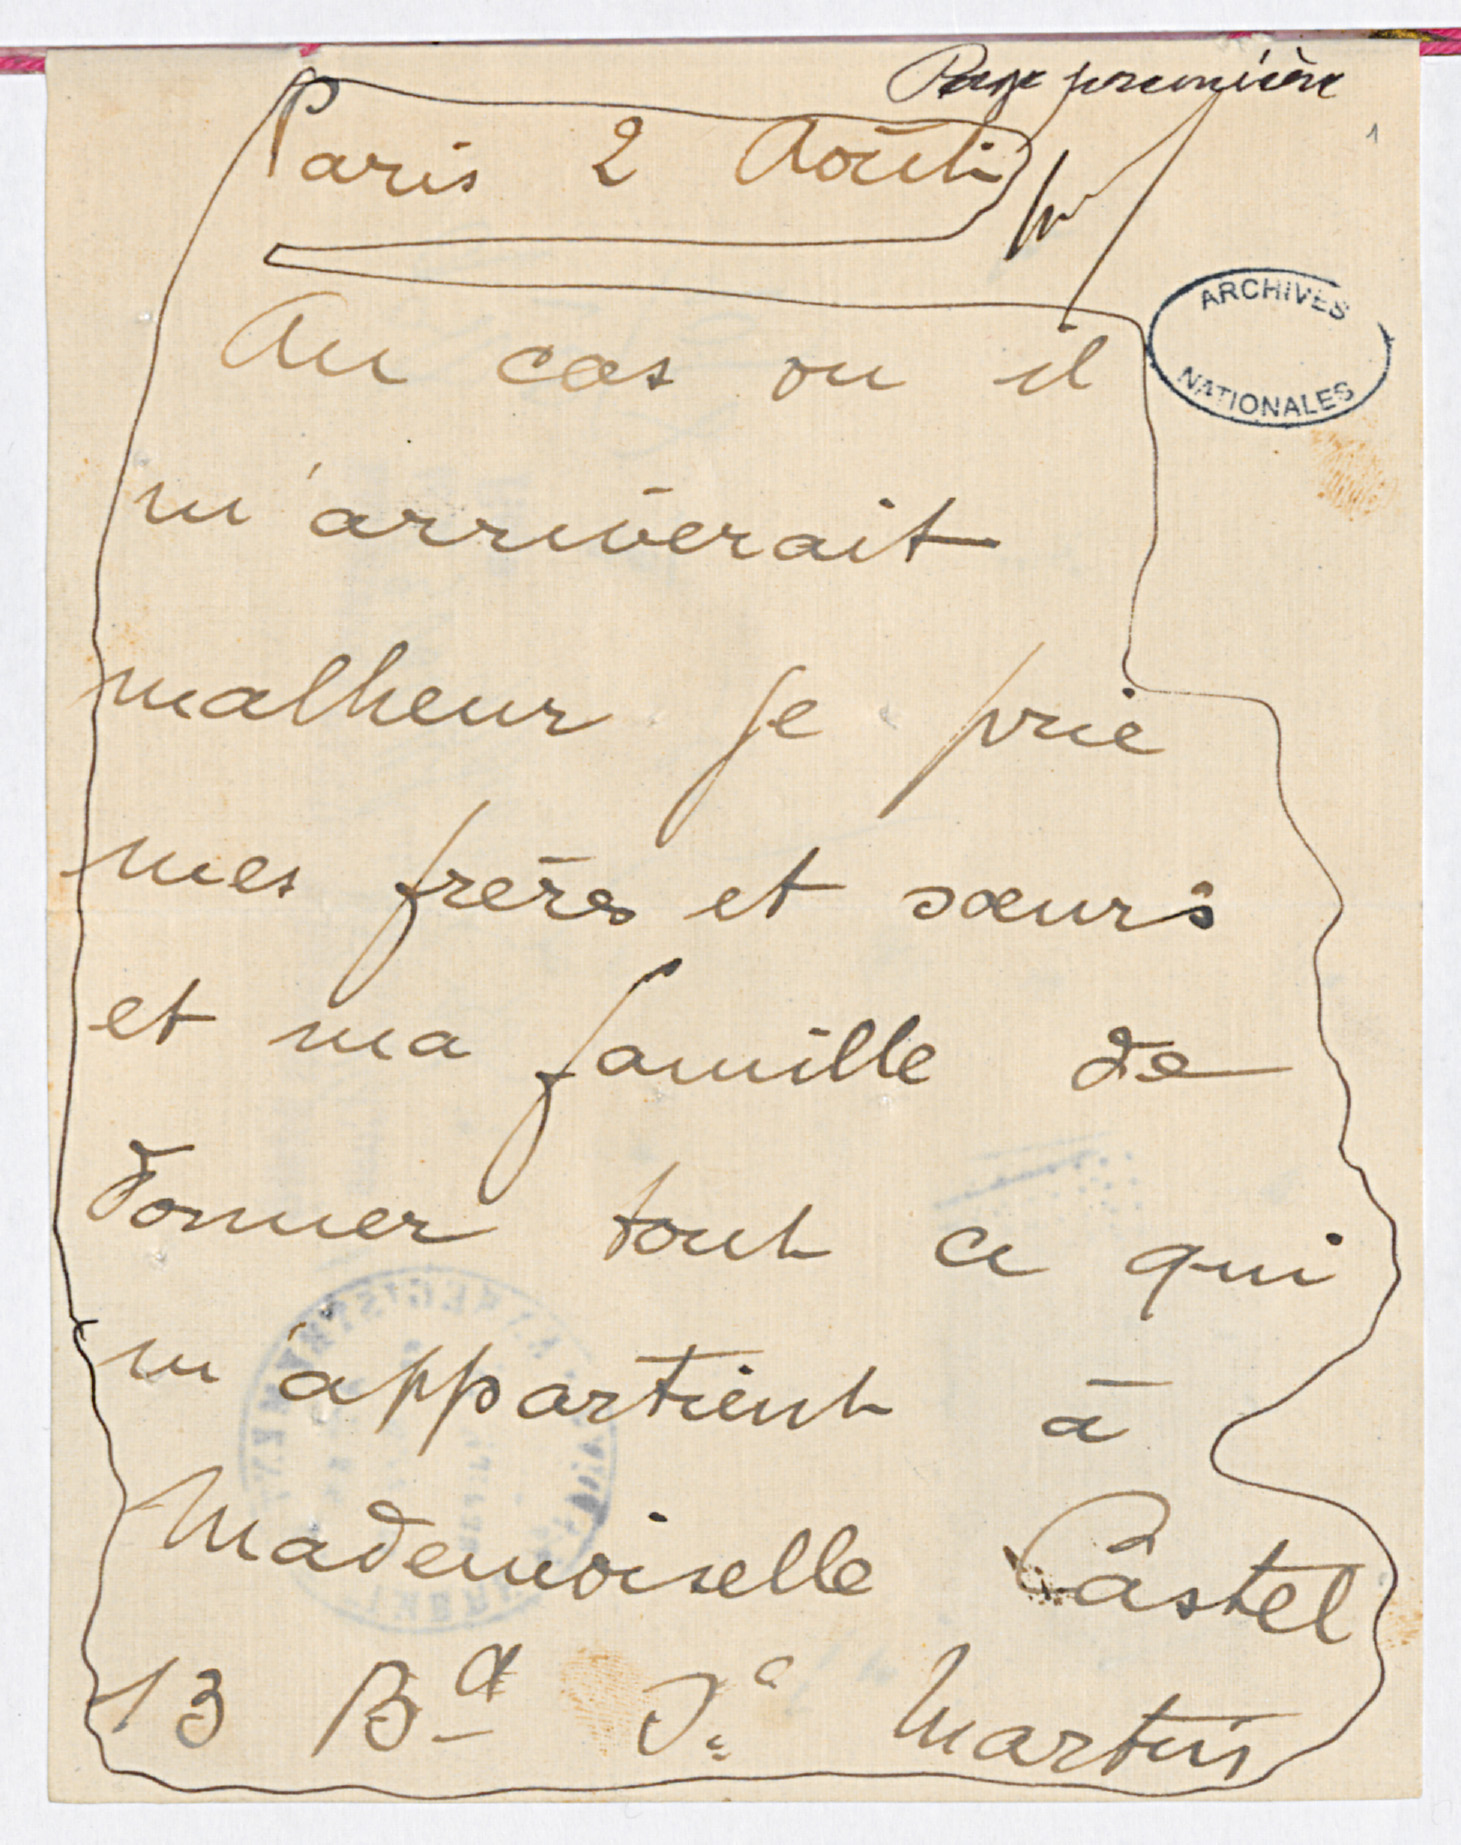 Page première
1
Paris 2 Août
ARCHIVES
NATIONALES
Au cas ou il
m'arriverait
malheur je prie
mes frères et sœurs
et ma famille de
donner tout ce qui
m'appartient à
Mademoiselle Castel
13 Bd St Martin